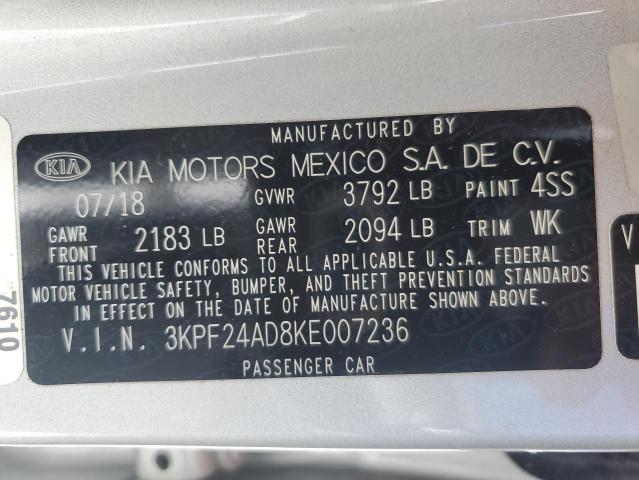 MANUFACTURED BY
KIA KIA MOTORS MEXICO S.A. DE C.V.
07/18 GVWR 3792 LB PAINT 4SS
GAWR FRONT 2183 LB GAWR REAR 2094 LB TRIM WK
THIS VEHICLE CONFORMS TO ALL APPLICABLE U.S.A. FEDERAL
MOTOR VEHICLE SAFETY, BUMPER, AND THEFT PREVENTION STANDARDS
IN EFFECT ON THE DATE OF MANUFACTURE SHOWN ABOVE.
V.I.N. 3KPF24AD8KE007236
PASSENGER CAR
7610
V